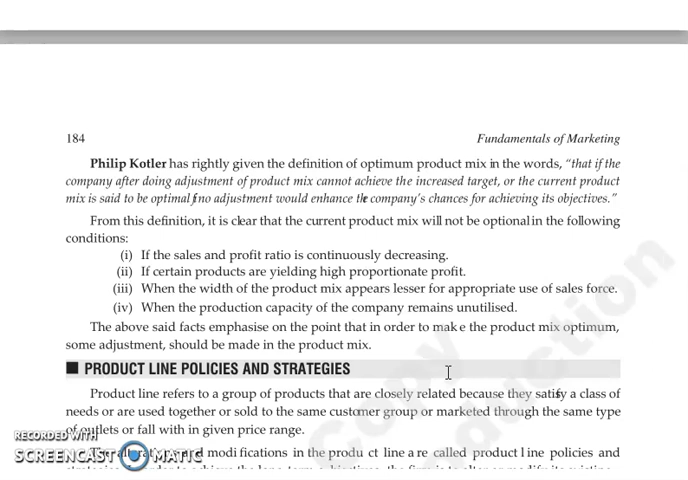 184 Fundamentals of Marketing
Philip Kotler has rightly given the definition of optimum product mix in the words, “that if the
company after doing adjustment of product mix cannot achieve the increased target, or the current product
mix is said to be optimal if no adjustment would enhance the company’s chances for achieving its objectives.”
From this definition, it is clear that the current product mix will not be optional in the following
conditions:
(i) If the sales and profit ratio is continuously decreasing.
(ii) If certain products are yielding high proportionate profit.
(iii) When the width of the product mix appears lesser for appropriate use of sales force.
(iv) When the production capacity of the company remains unutilised.
The above said facts emphasise on the point that in order to make the product mix optimum,
some adjustment, should be made in the product mix.
■ PRODUCT LINE POLICIES AND STRATEGIES
Product line refers to a group of products that are closely related because they satisfy a class of
needs or are used together or sold to the same customer group or marketed through the same type
of outlets or fall with in given price range.
modifications in the product line are called product line policies and
RECORDED WITH
SCREENCAST MATIC
Copy